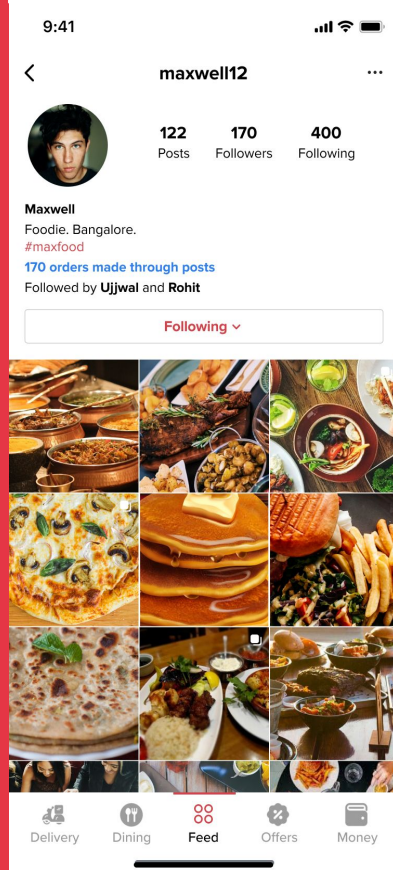 9:41
maxwell12
122 170 400
Posts Followers Following
Maxwell
Foodie. Bangalore.
#maxfood
170 orders made through posts
Followed by Ujjwal and Rohit
Following
Delivery Dining Feed Offers Money